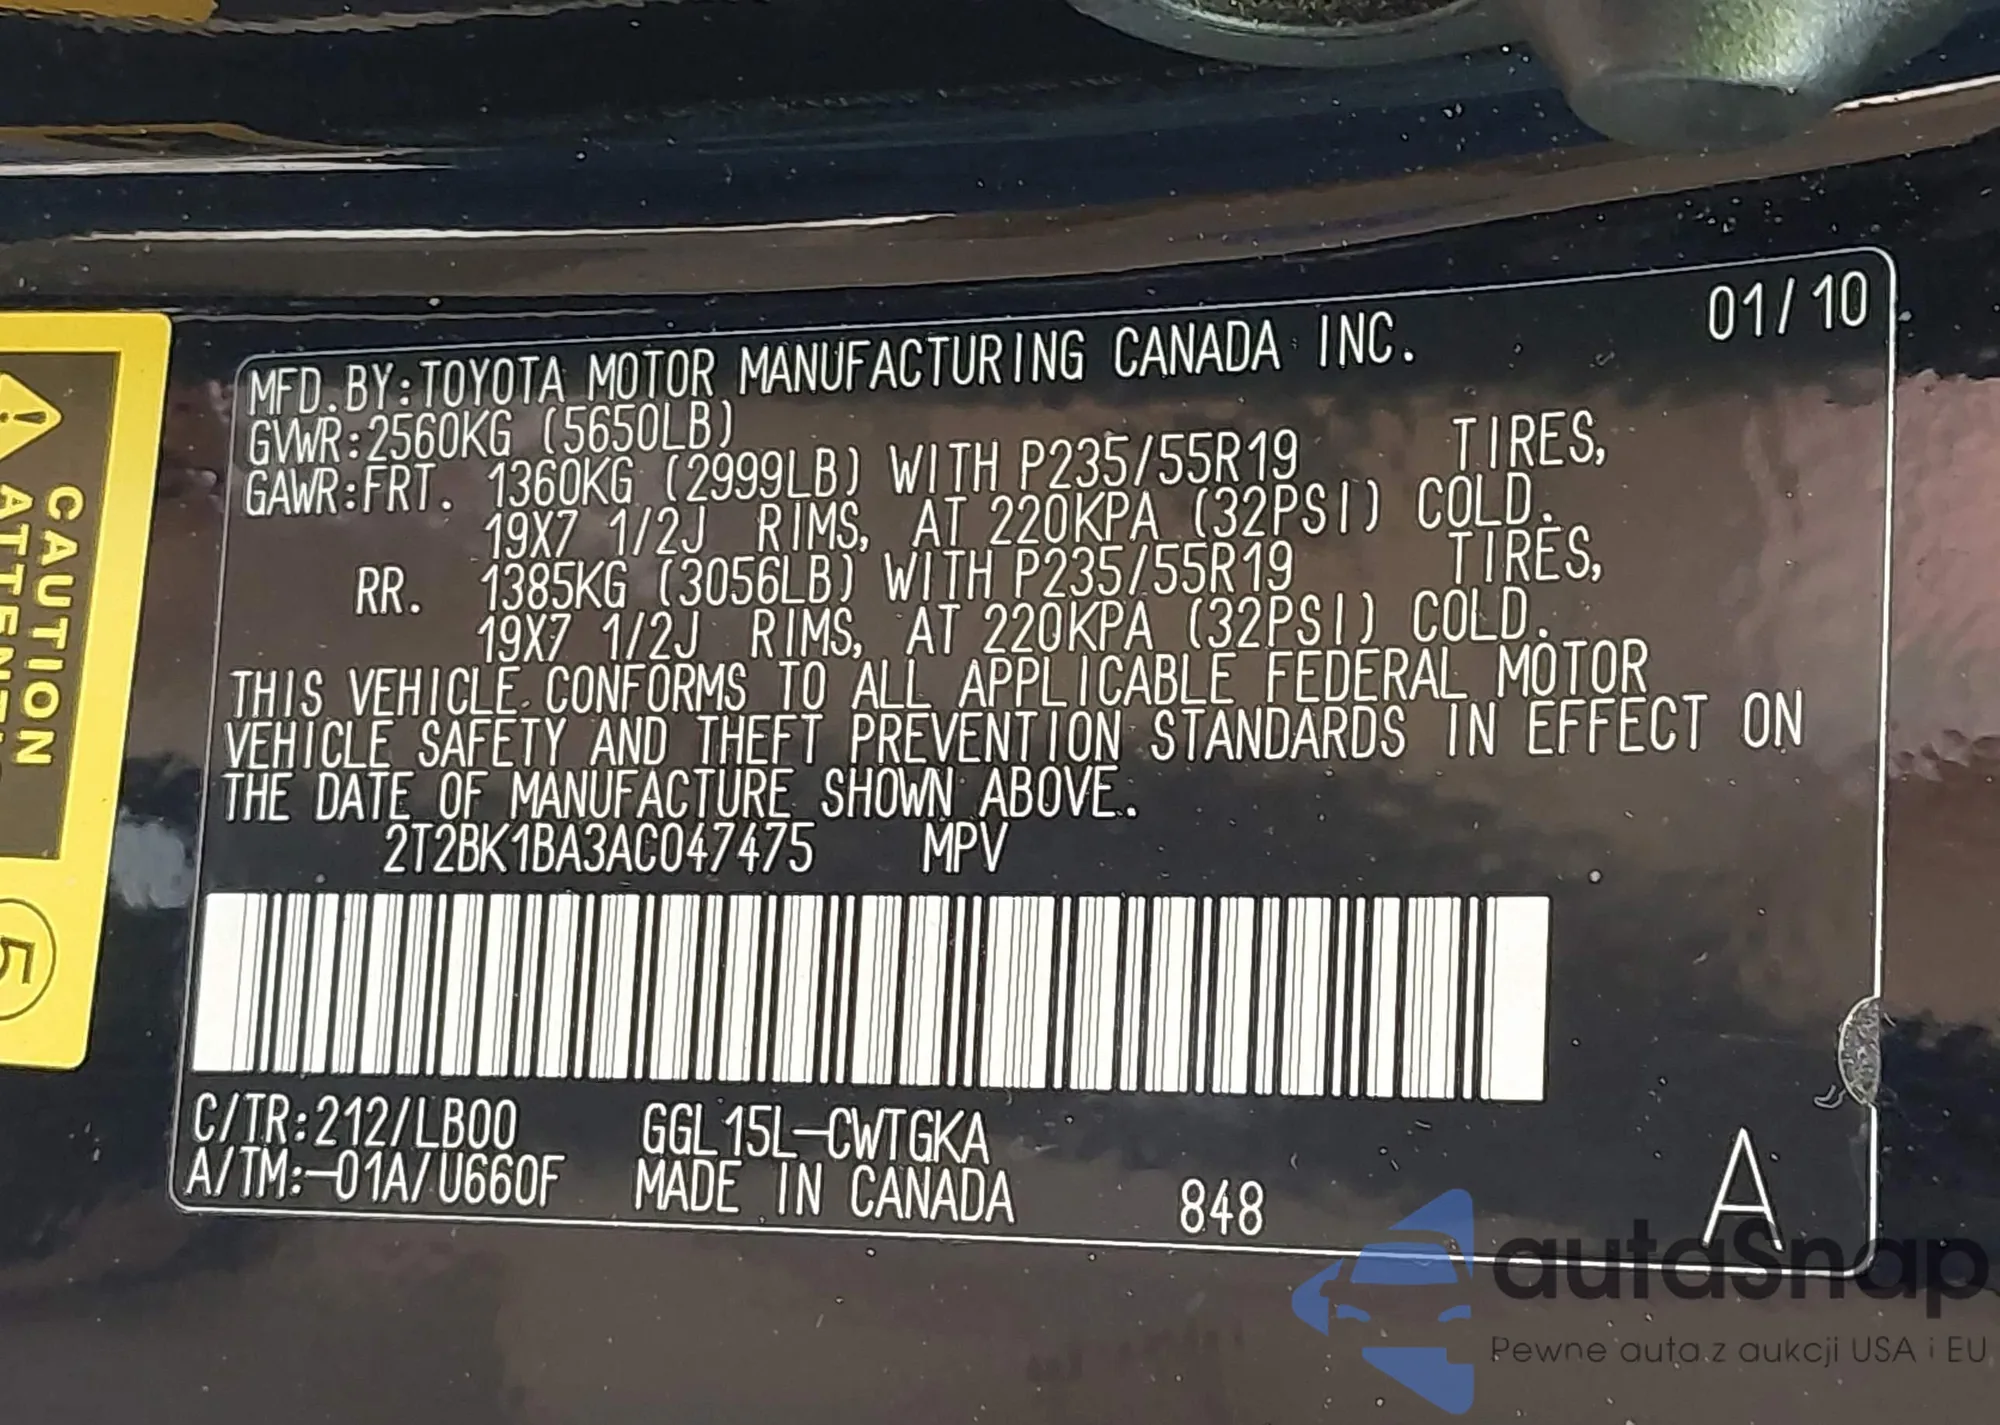 01/10
MFD.BY:TOYOTA MOTOR MANUFACTURING CANADA INC.
GVWR:2560KG (5650LB)
GAWR:FRT. 1360KG (2999LB) WITH P235/55R19 TIRES,
19X7 1/2J RIMS, AT 220KPA (32PSI) COLD.
RR. 1385KG (3056LB) WITH P235/55R19 TIRES,
19X7 1/2J RIMS, AT 220KPA (32PSI) COLD.
THIS VEHICLE CONFORMS TO ALL APPLICABLE FEDERAL MOTOR
VEHICLE SAFETY AND THEFT PREVENTION STANDARDS IN EFFECT ON
THE DATE OF MANUFACTURE SHOWN ABOVE.
2T2BK1BA3AC047475 MPV
C/TR:212/LB00 GGL15L-CWTGKA
A/TM:-01A/U660F MADE IN CANADA 848 A
CAUTION
5
autaSnap
Pewne auta z aukcji USA i EU